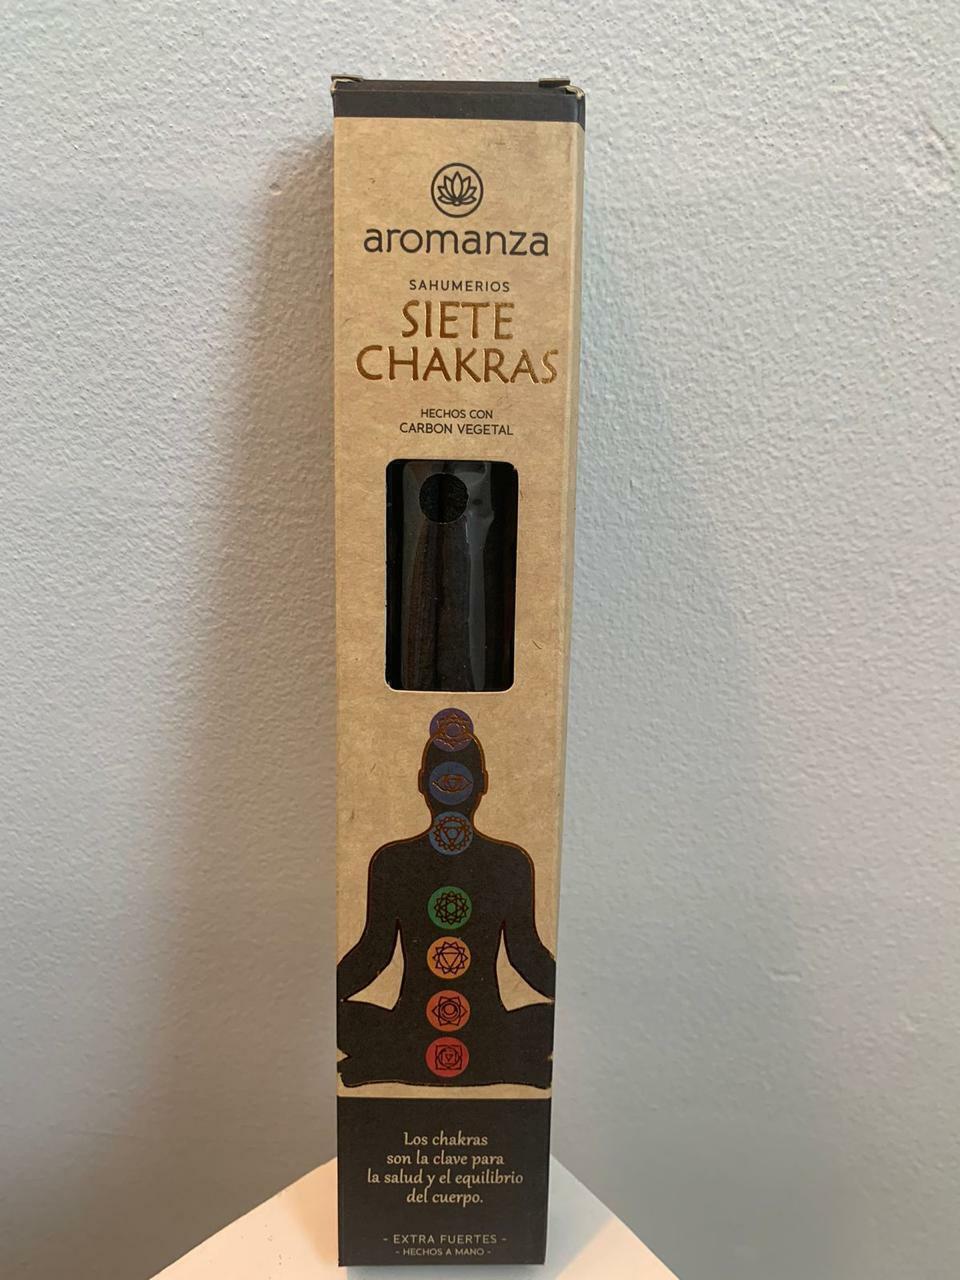 aromanza
SAHUMERIOS
SIETE
CHAKRAS
HECHOS CON
CARBON VEGETAL
Los chakras
son la clave para
la salud y el equilibrio
del cuerpo.
- EXTRA FUERTES -
- HECHOS A MANO -